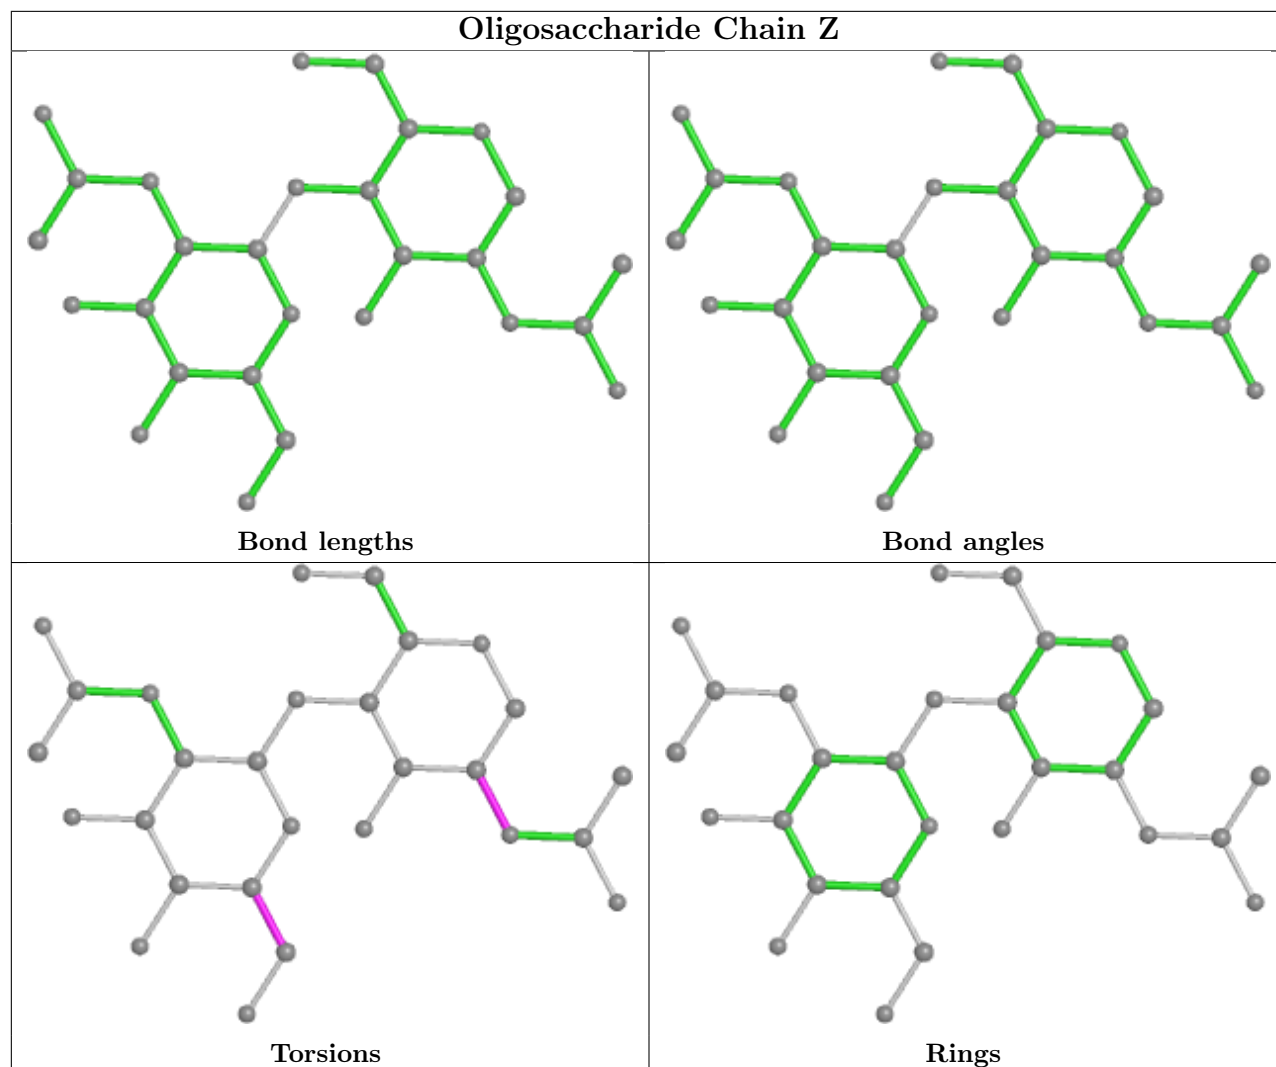 Oligosaccharide Chain Z
Bond lengths
Bond angles
Torsions
Rings